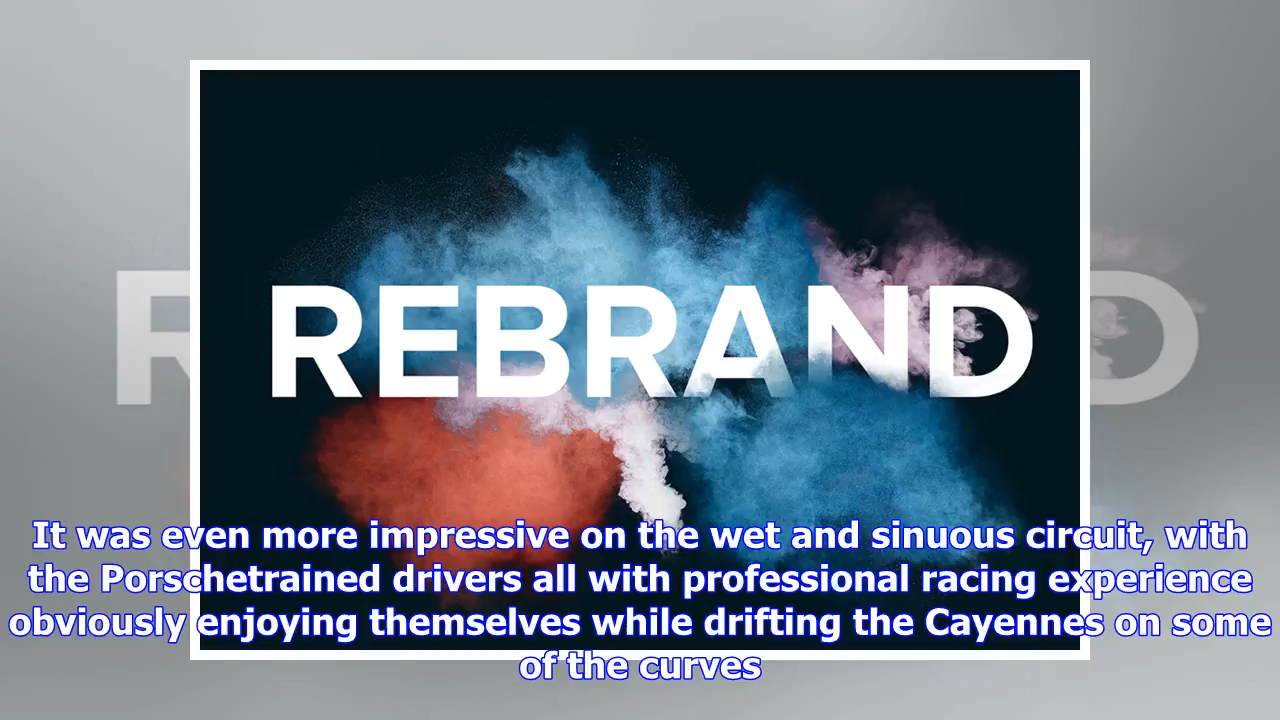 REBRAND
It was even more impressive on the wet and sinuous circuit, with
the Porschetrained drivers all with professional racing experience
obviously enjoying themselves while drifting the Cayennes on some
of the curves